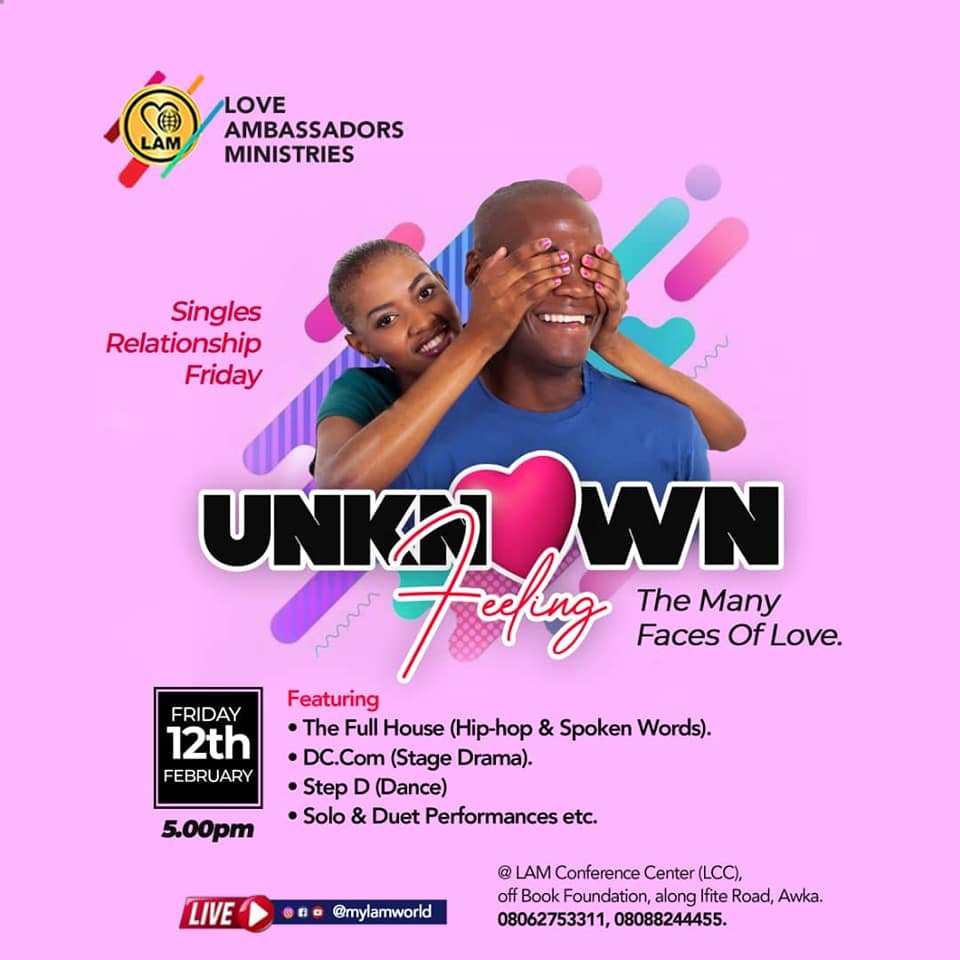 LAM
LOVE
AMBASSADORS
MINISTRIES
Singles
Relationship
Friday
UNKNOWN
Feeling
The Many
Faces Of Love.
FRIDAY
12th
FEBRUARY
5.00pm
Featuring
• The Full House (Hip-hop & Spoken Words).
• DC.Com (Stage Drama).
• Step D (Dance)
• Solo & Duet Performances etc.
@ LAM Conference Center (LCC),
off Book Foundation, along Ifite Road, Awka.
08062753311, 08088244455.
LIVE @mylamworld